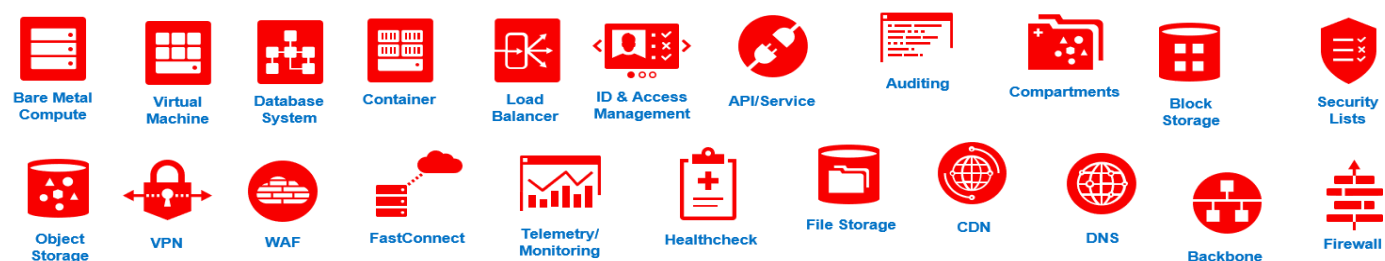 Bare Metal
Compute
Virtual
Machine
Database
System
Container
Load
Balancer
ID & Access
Management
API/Service
Auditing
Compartments
Block
Storage
Security
Lists
Object
Storage
VPN
WAF
FastConnect
Telemetry/
Monitoring
Healthcheck
File Storage
CDN
DNS
Backbone
Firewall